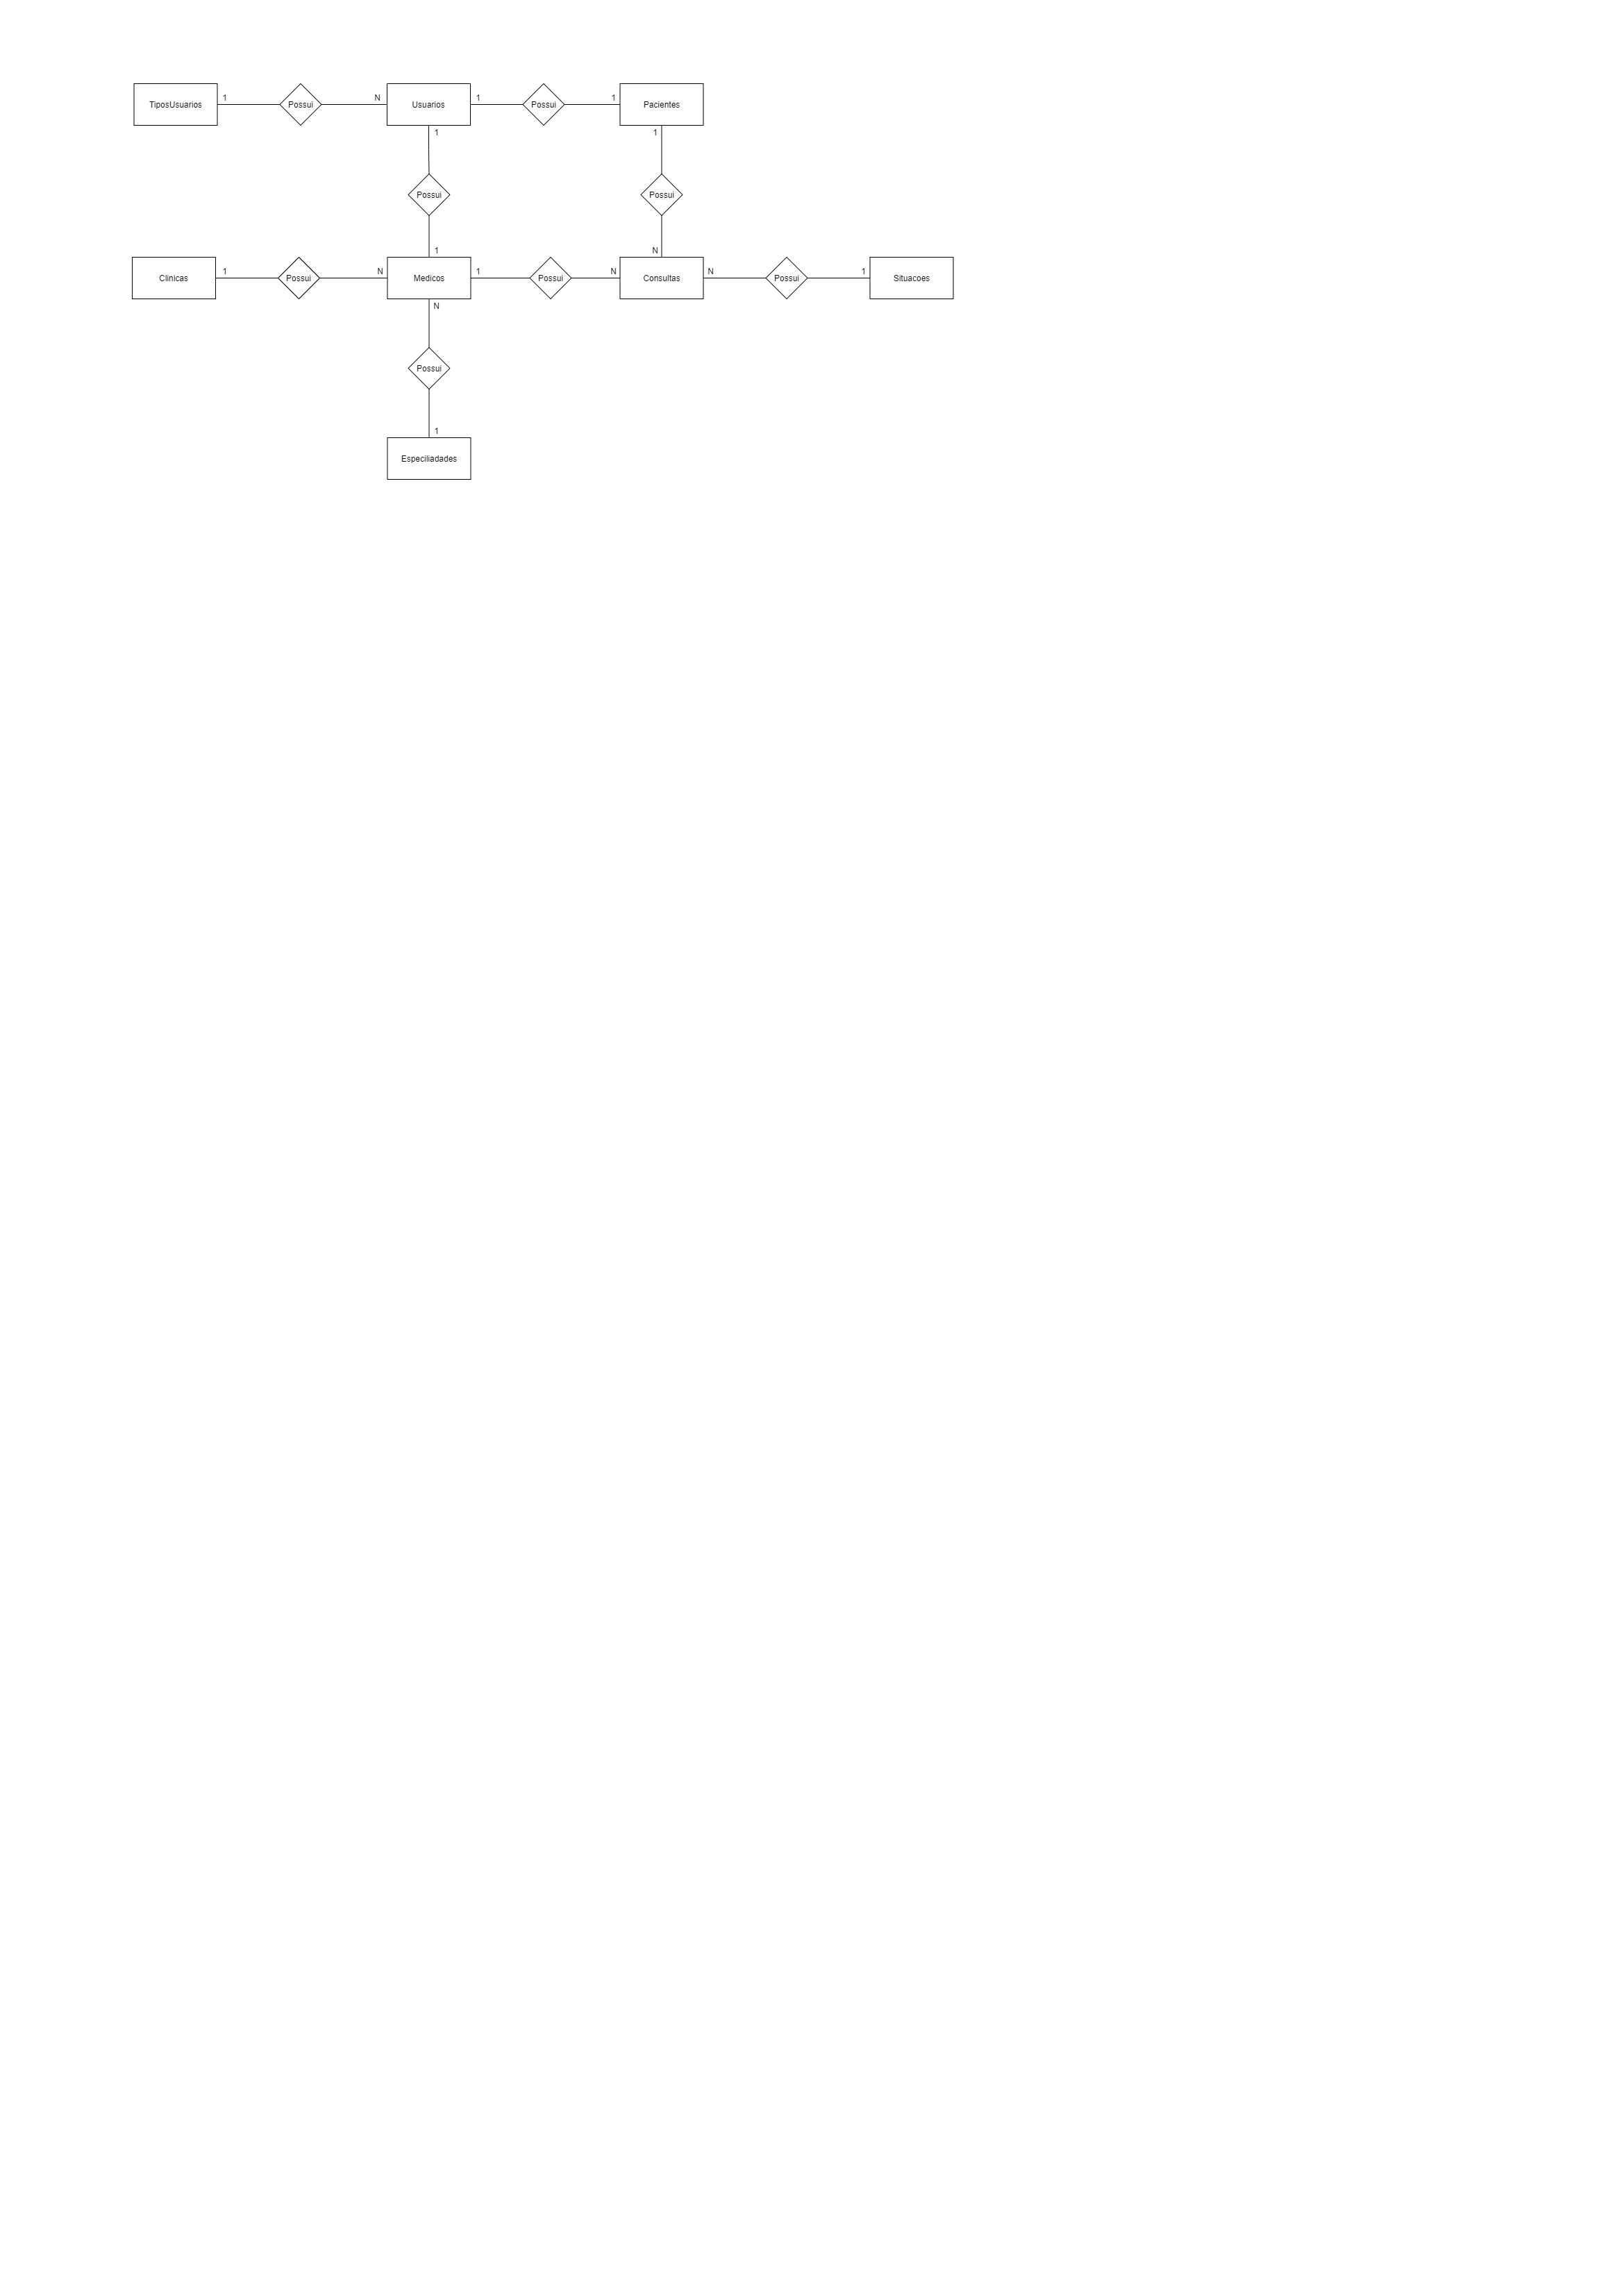 TiposUsuarios
1
Possui
N
Usuarios
1
Possui
1
Pacientes
1
1
Possui
Possui
1
N
Clinicas
1
Possui
N
Medicos
1
Possui
N
Consultas
N
Possui
1
Situacoes
N
Possui
1
Especiliadades